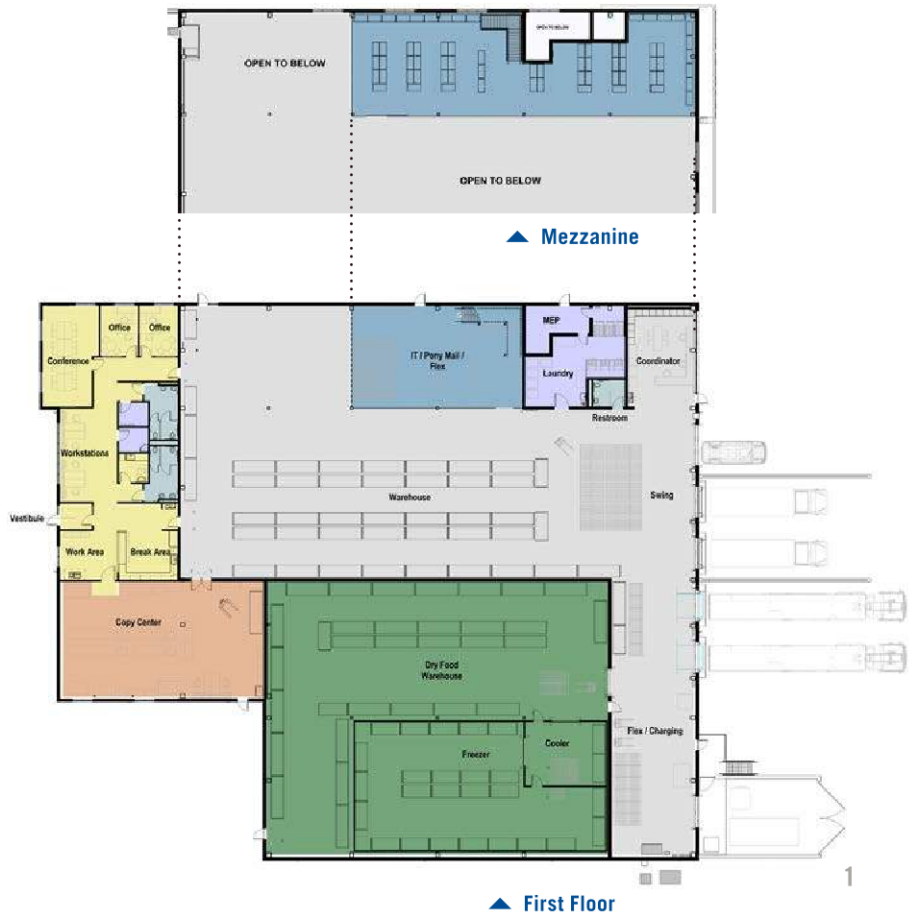 OPEN TO BELOW
OPEN TO BELOW
OPEN TO BELOW
▲ Mezzanine
Office
Office
MEP
Conference
IT / Pony Mail /
Flex
Laundry
Coordinator
Restroom
Workstations
Warehouse
Swing
Vestibule
Work Area
Break Area
Copy Center
Dry Food
Warehouse
Flex / Charging
Freezer
Cooler
1
▲ First Floor